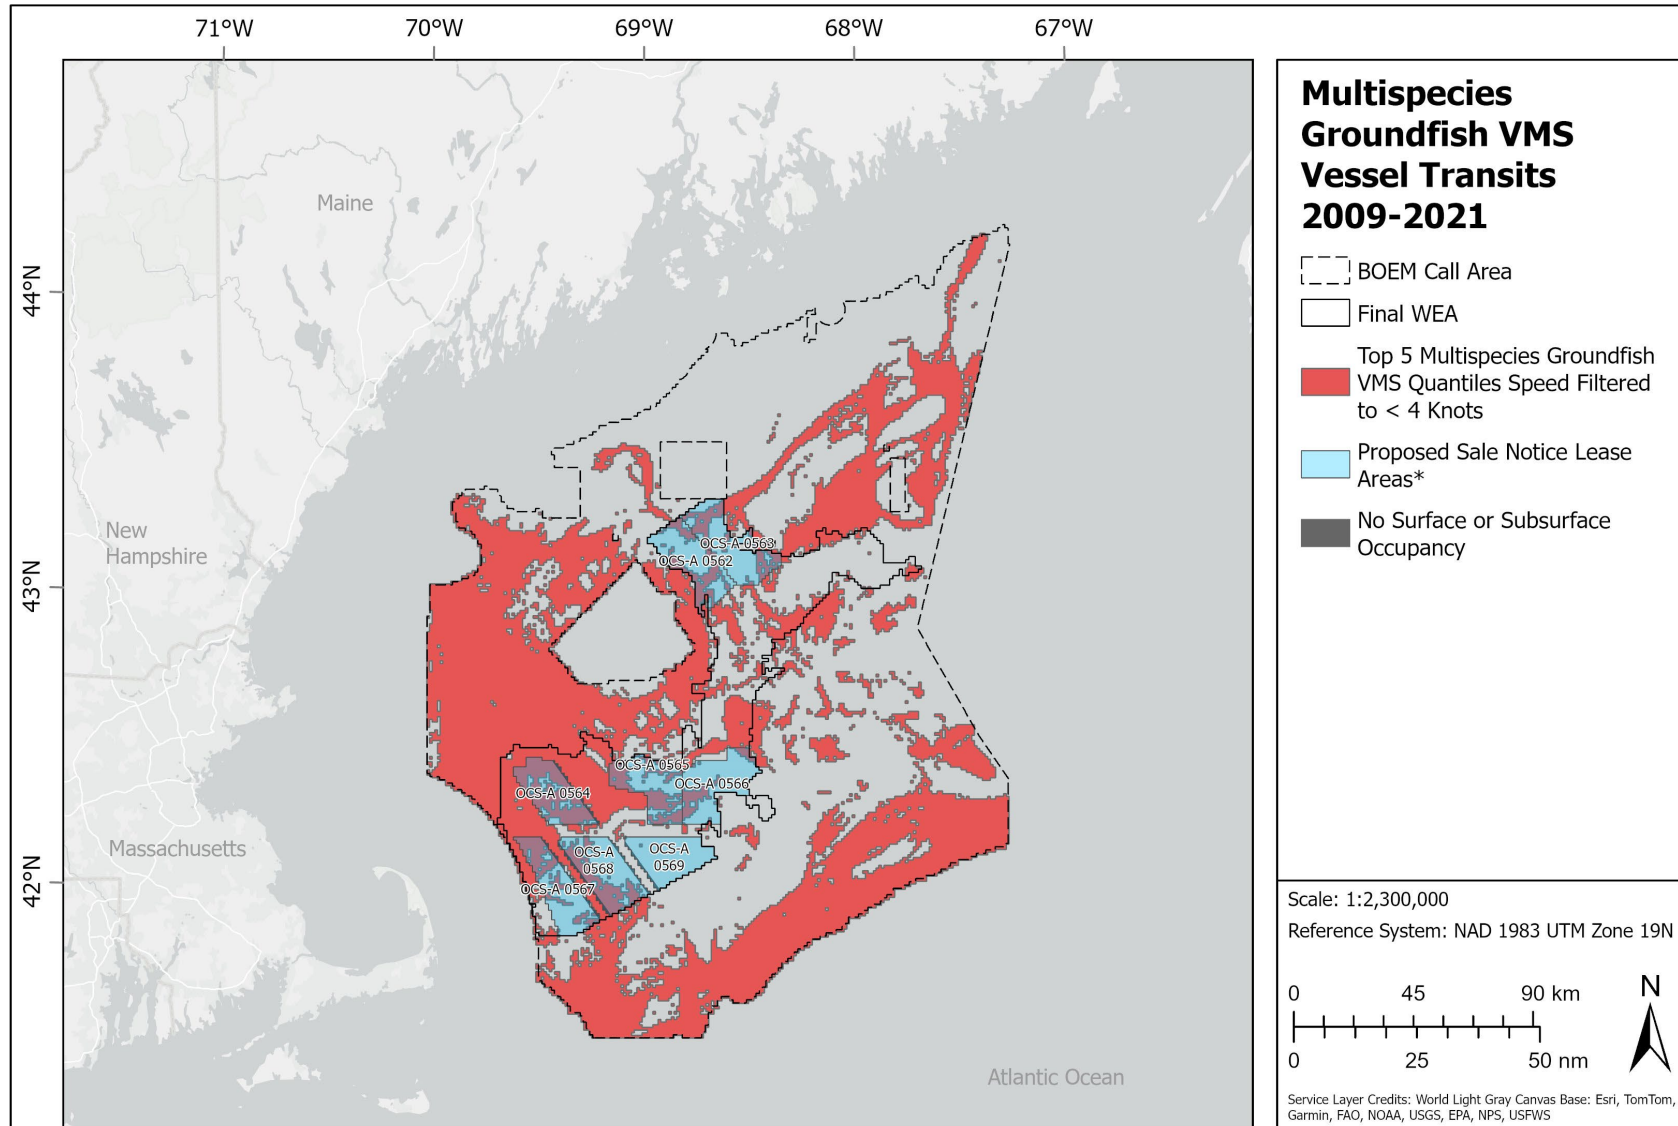 71°W 70°W 69°W 68°W 67°W
44°N
43°N
42°N
Maine
New
Hampshire
Massachusetts
Atlantic Ocean
OCS-A 0563
OCS-A 0562
OCS-A 0565
OCS-A 0566
OCS-A 0564
OCS-A
0568
OCS-A
0569
OCS-A 0567
Multispecies
Groundfish VMS
Vessel Transits
2009-2021
BOEM Call Area
Final WEA
Top 5 Multispecies Groundfish
VMS Quantiles Speed Filtered
to < 4 Knots
Proposed Sale Notice Lease
Areas*
No Surface or Subsurface
Occupancy
Scale: 1:2,300,000
Reference System: NAD 1983 UTM Zone 19N
0 45 90 km
0 25 50 nm
N
Service Layer Credits: World Light Gray Canvas Base: Esri, TomTom,
Garmin, FAO, NOAA, USGS, EPA, NPS, USFWS